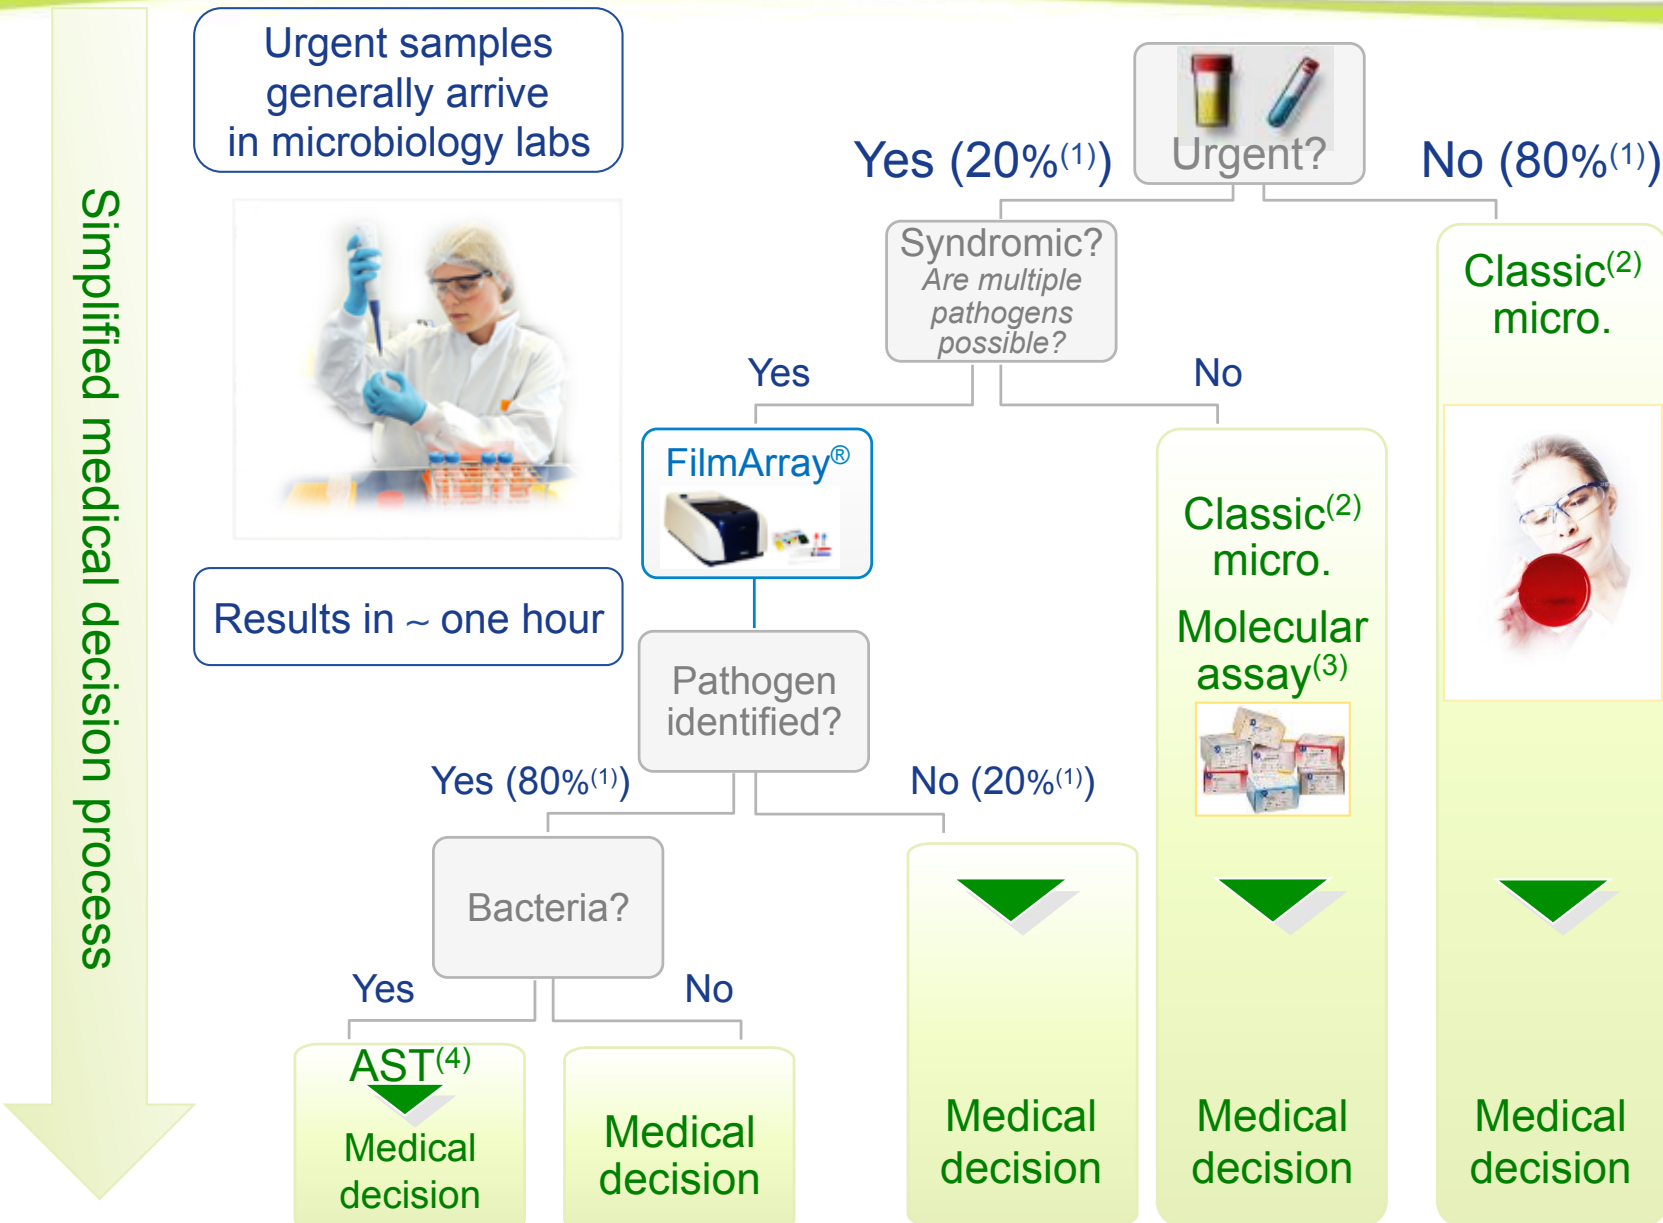 Simplified medical decision process
Urgent samples
generally arrive
in microbiology labs
Urgent?
Yes (20%(1))
No (80%(1))
Syndromic?
Are multiple
pathogens
possible?
Classic(2)
micro.
Yes
No
FilmArray®
Classic(2)
micro.
Molecular
assay(3)
Results in ~ one hour
Pathogen
identified?
Yes (80%(1))
No (20%(1))
Bacteria?
Yes
No
AST(4)
Medical
decision
Medical
decision
Medical
decision
Medical
decision
Medical
decision